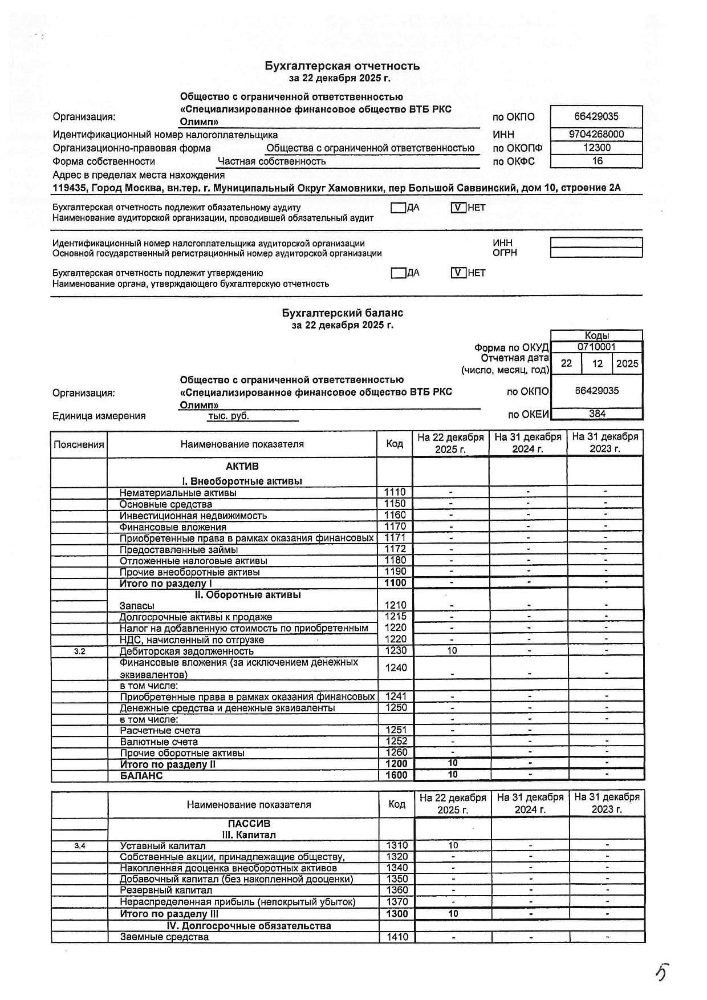 Бухгалтерская отчетность
за 22 декабря 2025 г.
Общество с ограниченной ответственностью
«Специализированное финансовое общество ВТБ РКС
Организация: Олимп» по ОКПО 66429035
Идентификационный номер налогоплательщика ИНН 9704268000
Организационно-правовая форма Общества с ограниченной ответственностью по ОКОПФ 12300
Форма собственности Частная собственность по ОКФС 16
Адрес в пределах места нахождения
119435, Город Москва, вн.тер. г. Муниципальный Округ Хамовники, пер Большой Саввинский, дом 10, строение 2А
Бухгалтерская отчетность подлежит обязательному аудиту ДА V НЕТ
Наименование аудиторской организации, проводившей обязательный аудит
Идентификационный номер налогоплательщика аудиторской организации ИНН
Основной государственный регистрационный номер аудиторской организации ОГРН
Бухгалтерская отчетность подлежит утверждению ДА V НЕТ
Наименование органа, утверждающего бухгалтерскую отчетность
Бухгалтерский баланс
за 22 декабря 2025 г.
Коды
Форма по ОКУД 0710001
Отчетная дата
(число, месяц, год) 22 12 2025
Общество с ограниченной ответственностью
Организация: «Специализированное финансовое общество ВТБ РКС по ОКПО 66429035
Олимп»
Единица измерения тыс. руб. по ОКЕИ 384
Пояснения Наименование показателя Код На 22 декабря 2025 г. На 31 декабря 2024 г. На 31 декабря 2023 г.
АКТИВ
I. Внеоборотные активы
Нематериальные активы 1110 - - -
Основные средства 1150 - - -
Инвестиционная недвижимость 1160 - - -
Финансовые вложения 1170 - - -
Приобретенные права в рамках оказания финансовых 1171 - - -
Предоставленные займы 1172 - - -
Отложенные налоговые активы 1180 - - -
Прочие внеоборотные активы 1190 - - -
Итого по разделу I 1100 - - -
II. Оборотные активы
Запасы 1210 - - -
Долгосрочные активы к продаже 1215 - - -
Налог на добавленную стоимость по приобретенным 1220 - - -
НДС, начисленный по отгрузке 1220 - - -
3.2 Дебиторская задолженность 1230 10 - -
Финансовые вложения (за исключением денежных
эквивалентов) 1240 - - -
в том числе:
Приобретенные права в рамках оказания финансовых 1241 - - -
Денежные средства и денежные эквиваленты 1250 - - -
в том числе: - - -
Расчетные счета 1251 - -
Валютные счета 1252 - - -
Прочие оборотные активы 1260 - - -
Итого по разделу II 1200 10 - -
БАЛАНС 1600 10 - -
Наименование показателя Код На 22 декабря 2025 г. На 31 декабря 2024 г. На 31 декабря 2023 г.
ПАССИВ
III. Капитал
3.4 Уставный капитал 1310 10 - -
Собственные акции, принадлежащие обществу, 1320 - - -
Накопленная дооценка внеоборотных активов 1340 - - -
Добавочный капитал (без накопленной дооценки) 1350 - - -
Резервный капитал 1360 - - -
Нераспределенная прибыль (непокрытый убыток) 1370 - - -
Итого по разделу III 1300 10 - -
IV. Долгосрочные обязательства
Заемные средства 1410 - - -
5